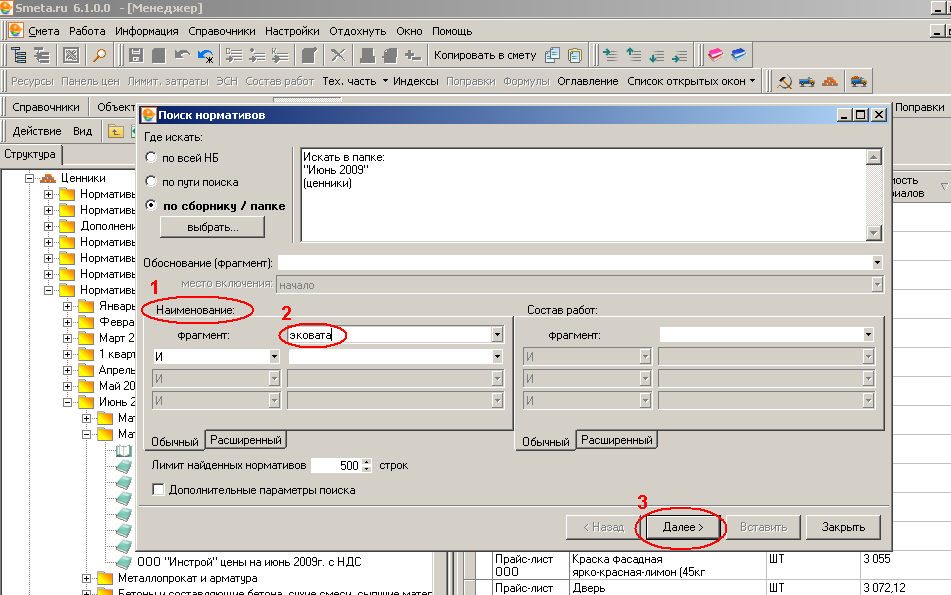 Smeta.ru 6.1.0.0 - [Менеджер]
Смета Работа Информация Справочники Настройки Отдохнуть Окно Помощь
Копировать в смету
Ресурсы Панель цен Лимит. затраты ЭСН Состав работ Тех. часть Индексы Поправки Формулы Оглавление Список открытых окон
Справочники Объект Поправки
Действие Вид
Структура
Ценники
Норматив
Норматив
Дополнен
Норматив
Норматив
Норматив
Норматив
Январ
Февра
Март 2
1 кварт
Апрель
Май 20
Июнь 2
Мат
Мат
ООО "Инстрой" цены на июнь 2009г. с НДС
Металлопрокат и арматура
Бетоны и составляющие бетона, сухие смеси, сыпучие матер
Поиск нормативов
Где искать:
по всей НБ
по пути поиска
по сборнику / папке
выбрать...
Искать в папке:
"Июнь 2009"
(ценники)
Обоснование (фрагмент):
место включения: начало
1
Наименование:
2
фрагмент: эковата
И
И
И
Обычный Расширенный
Состав работ:
фрагмент:
И
И
И
Обычный Расширенный
Лимит найденных нормативов 500 строк
Дополнительные параметры поиска
3
< Назад Далее > Вставить Закрыть
ность
риалов
Прайс-лист ООО
Краска фасадная ярко-красная-лимон (45кг
ШТ
3 055
Прайс-лист
Дверь
ШТ
3 072,12